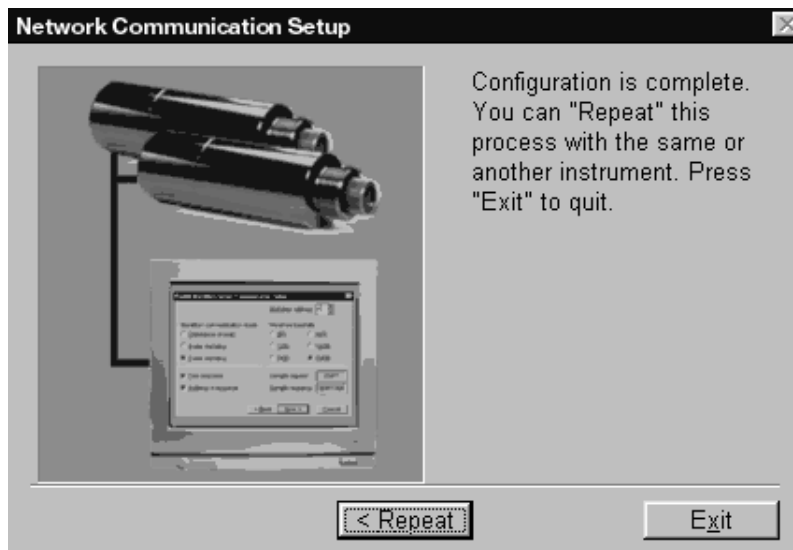 Network Communication Setup
Configuration is complete.
You can "Repeat" this
process with the same or
another instrument. Press
"Exit" to quit.
< Repeat
Exit